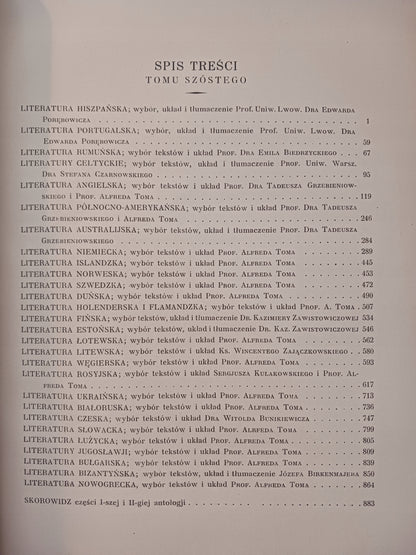 SPIS TREŚCI
TOMU SZÓSTEGO
LITERATURA HISZPAŃSKA; wybór, układ i tłumaczenie Prof. Uniw. Lwow. Dra Edwarda
Porębowicza . . . . . . . . . . 1
LITERATURA PORTUGALSKA; wybór, układ i tłumaczenie Prof. Uniw. Lwow. Dra
Edwarda Porębowicza . . . . . . . . . . 59
LITERATURA RUMUŃSKA; wybór tekstów i układ Prof. Dra Emila Biedrzyckiego . . 67
LITERATURY CELTYCKIE; wybór tekstów, układ i tłumaczenie Prof. Uniw. Warsz.
Dra Stefana Czarnowskiego . . . . . . . . . . 95
LITERATURA ANGIELSKA; wybór tekstów i układ Prof. Dra Tadeusza Grzebieniow-
skiego i Prof. Alfreda Toma . . . . . . . . . . 119
LITERATURA PÓŁNOCNO-AMERYKAŃSKA; wybór tekstów i układ Prof. Dra Tadeusza
Grzebieniowskiego i Alfreda Toma . . . . . . . . . . 246
LITERATURA AUSTRALIJSKA; wybór tekstów i układ Prof. Dra Tadeusza
Grzebieniowskiego . . . . . . . . . . 284
LITERATURA NIEMIECKA; wybór tekstów i układ Prof. Alfreda Toma . . . . . 289
LITERATURA ISLANDZKA; wybór tekstów i układ Prof. Alfreda Toma . . . . . 445
LITERATURA NORWESKA; wybór tekstów i układ Prof. Alfreda Toma . . . . . 453
LITERATURA SZWEDZKA; wybór tekstów i układ Prof. Alfreda Toma . . . . . 472
LITERATURA DUŃSKA; wybór tekstów i układ Prof. Alfreda Toma . . . . . 490
LITERATURA HOLENDERSKA I FLAMANDZKA; wybór tekstów i układ Prof. A. Toma . 507
LITERATURA FIŃSKA; wybór tekstów, układ i tłumaczenie Dr. Kazimiery Zawistowiczowej 534
LITERATURA ESTOŃSKA; wybór tekstów, układ i tłumaczenie Dr. Kaz. Zawistowiczowej 546
LITERATURA ŁOTEWSKA; wybór tekstów i układ Prof. Alfreda Toma . . . . . 562
LITERATURA LITEWSKA; wybór tekstów i układ Ks. Wincentego Zajączkowskiego . . 580
LITERATURA WĘGIERSKA; wybór tekstów i układ Prof. Alfreda Toma . . . . . 593
LITERATURA ROSYJSKA; wybór tekstów i układ Sergjusza Kułakowskiego i Prof. Al-
freda Toma . . . . . . . . . . 617
LITERATURA UKRAIŃSKA; wybór tekstów i układ Prof. Alfreda Toma . . . . . 713
LITERATURA BIAŁORUSKA; wybór tekstów i układ Prof. Alfreda Toma . . . . . 736
LITERATURA CZESKA; wybór tekstów i układ Dra Witolda Bunikiewicza . . . . . 747
LITERATURA SŁOWACKA; wybór tekstów i układ Prof. Alfreda Toma . . . . . 799
LITERATURA LUŻYCKA; wybór tekstów i układ Prof. Alfreda Toma . . . . . 805
LITERATURY JUGOSŁAWJI; wybór tekstów i układ Prof. Alfreda Toma . . . . . 809
LITERATURA BUŁGARSKA; wybór tekstów i układ Prof. Alfreda Toma . . . . . 839
LITERATURA BIZANTYŃSKA; wybór tekstów, układ i tłumaczenie Józefa Birkenmajera 850
LITERATURA NOWOGRECKA, wybór tekstów i układ Prof. Alfreda Toma . . . . . 864
SKOROWIDZ części I-szej i II-giej antologji . . . . . . . . . . 883